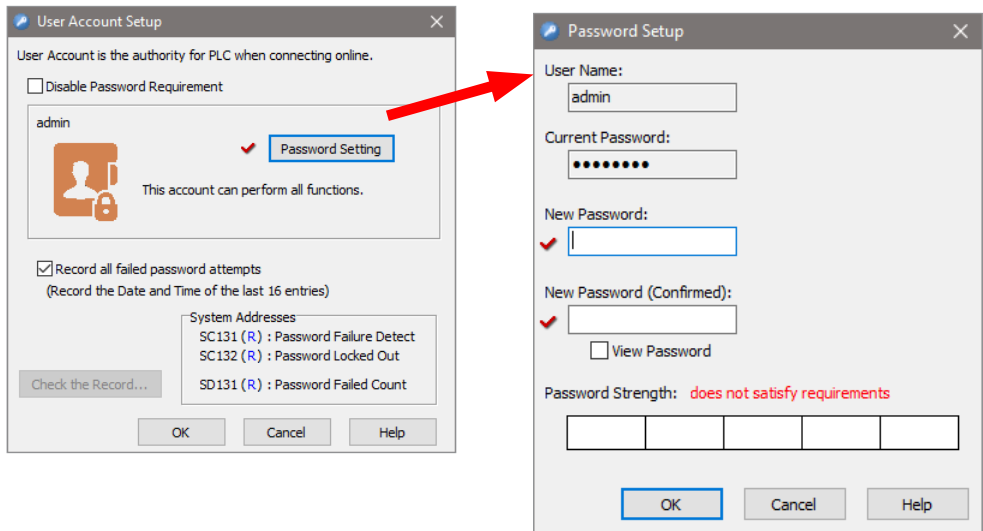 User Account Setup
User Account is the authority for PLC when connecting online.
Disable Password Requirement
admin
Password Setting
This account can perform all functions.
Record all failed password attempts
(Record the Date and Time of the last 16 entries)
System Addresses
SC131 (R) : Password Failure Detect
SC132 (R) : Password Locked Out
SD131 (R) : Password Failed Count
Check the Record...
OK
Cancel
Help
Password Setup
User Name:
admin
Current Password:
••••••••
New Password:
New Password (Confirmed):
View Password
Password Strength: does not satisfy requirements
OK
Cancel
Help